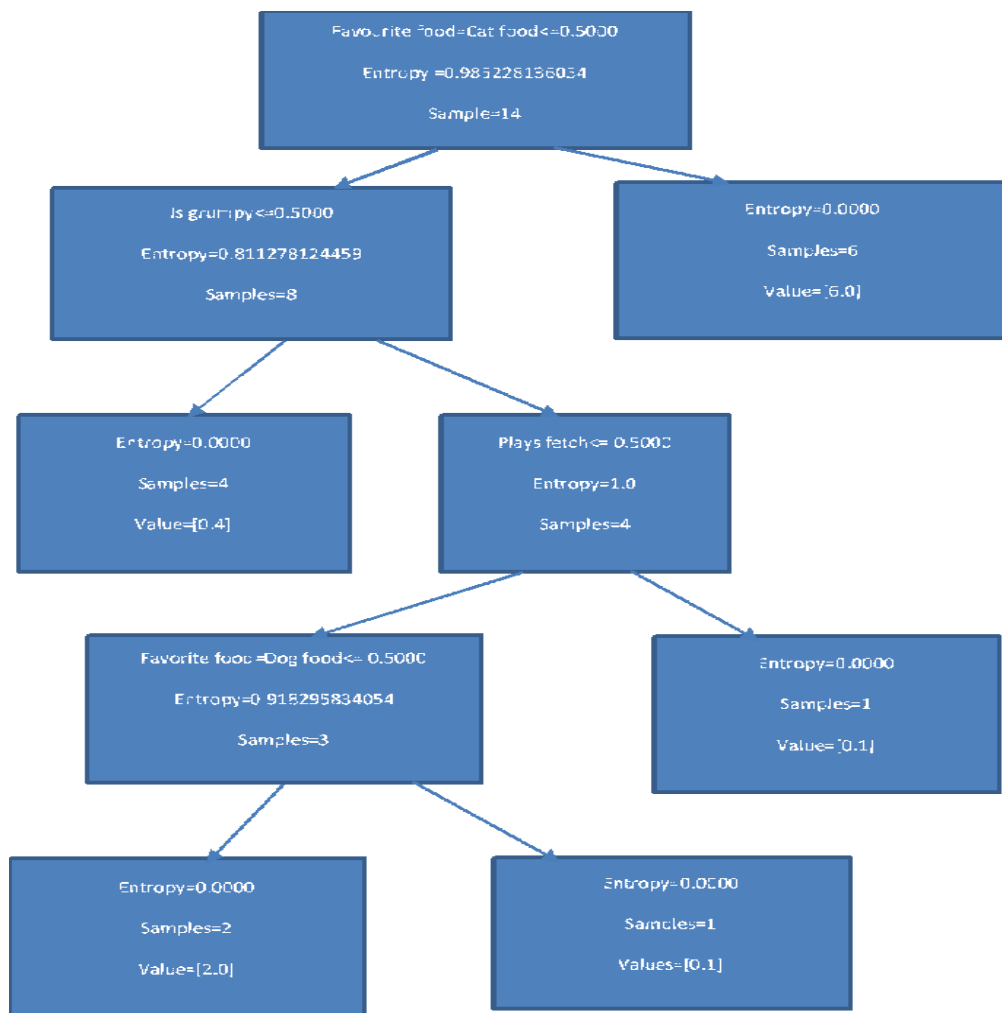 Favourite food=Cat food<=0.5000
Entropy =0.985228136034
Sample=14
Is grumpy<=0.5000
Entropy=0.811278124459
Samples=8
Entropy=0.0000
Samples=6
Value=[6.0]
Entropy=0.0000
Samples=4
Value=[0.4]
Plays fetch<= 0.5000
Entropy=1.0
Samples=4
Favorite food =Dog food<= 0.5000
Entropy=0.918295834054
Samples=3
Entropy=0.0000
Samples=1
Value=[0.1]
Entropy=0.0000
Samples=2
Value=[2.0]
Entropy=0.0000
Samples=1
Values=[0.1]